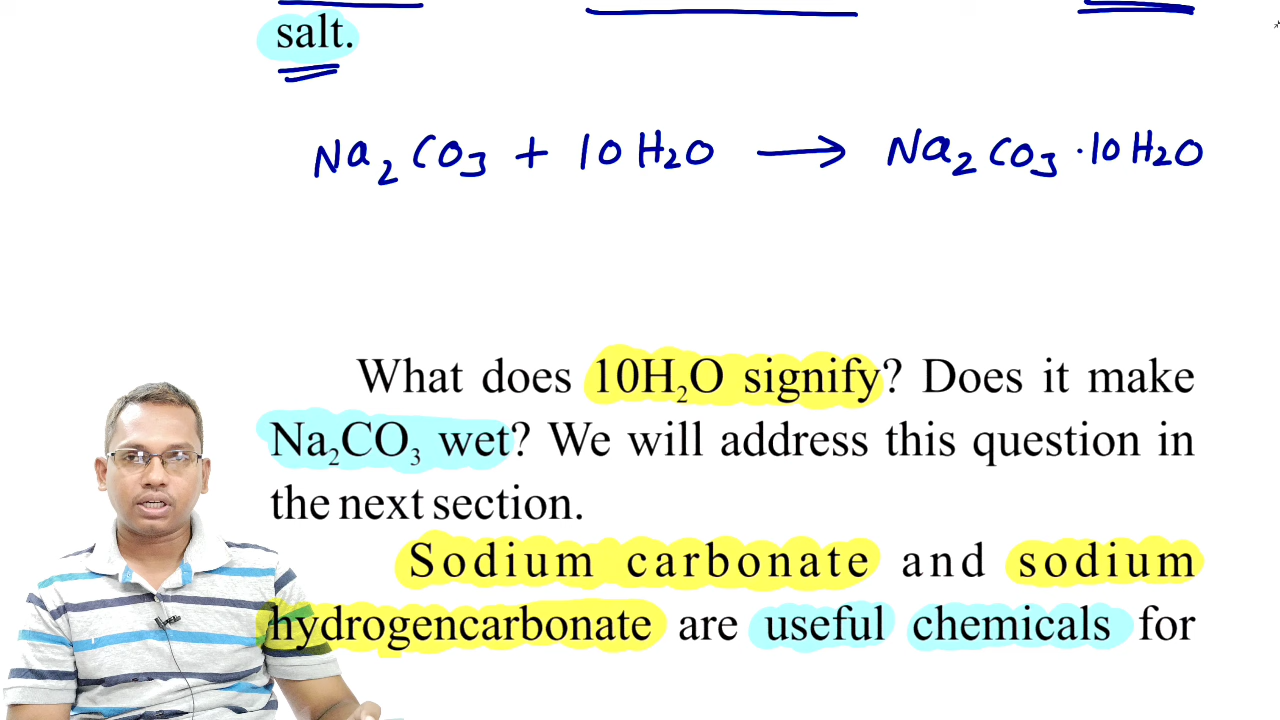 salt.
Na₂CO₃ + 10H₂O → Na₂CO₃·10H₂O
What does 10H₂O signify? Does it make
Na₂CO₃ wet? We will address this question in
the next section.
Sodium carbonate and sodium
hydrogencarbonate are useful chemicals for